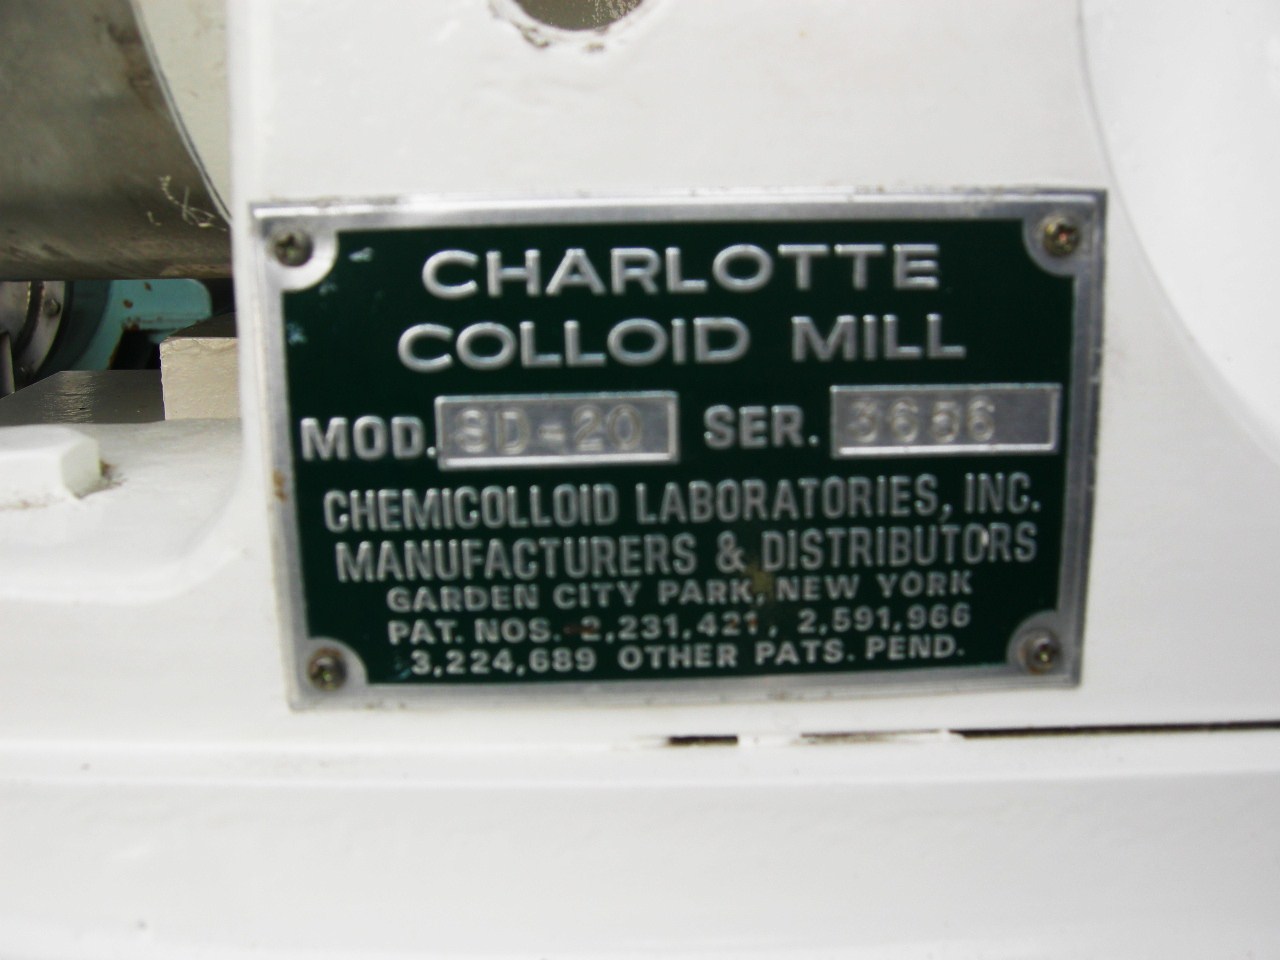 CHARLOTTE
COLLOID MILL
MOD. SD-20 SER. 3656
CHEMICOLLOID LABORATORIES, INC.
MANUFACTURERS & DISTRIBUTORS
GARDEN CITY PARK, NEW YORK
PAT. NOS. 2,231,421, 2,591,966
3,224,689 OTHER PATS. PEND.